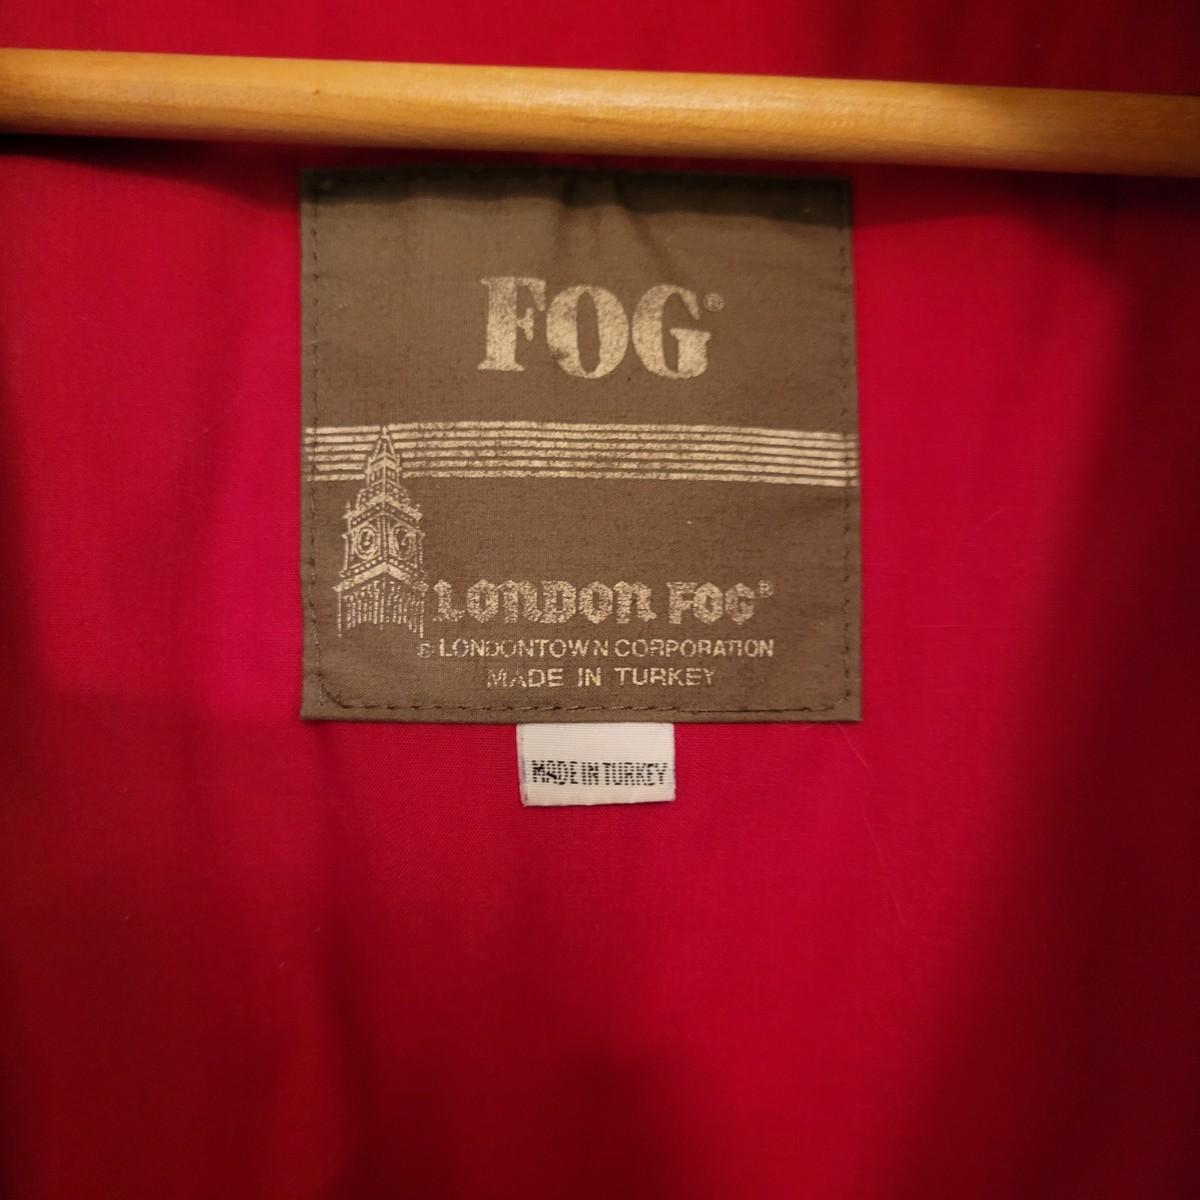 FOG®
LONDON FOG®
® LONDONTOWN CORPORATION
MADE IN TURKEY
MADE IN TURKEY